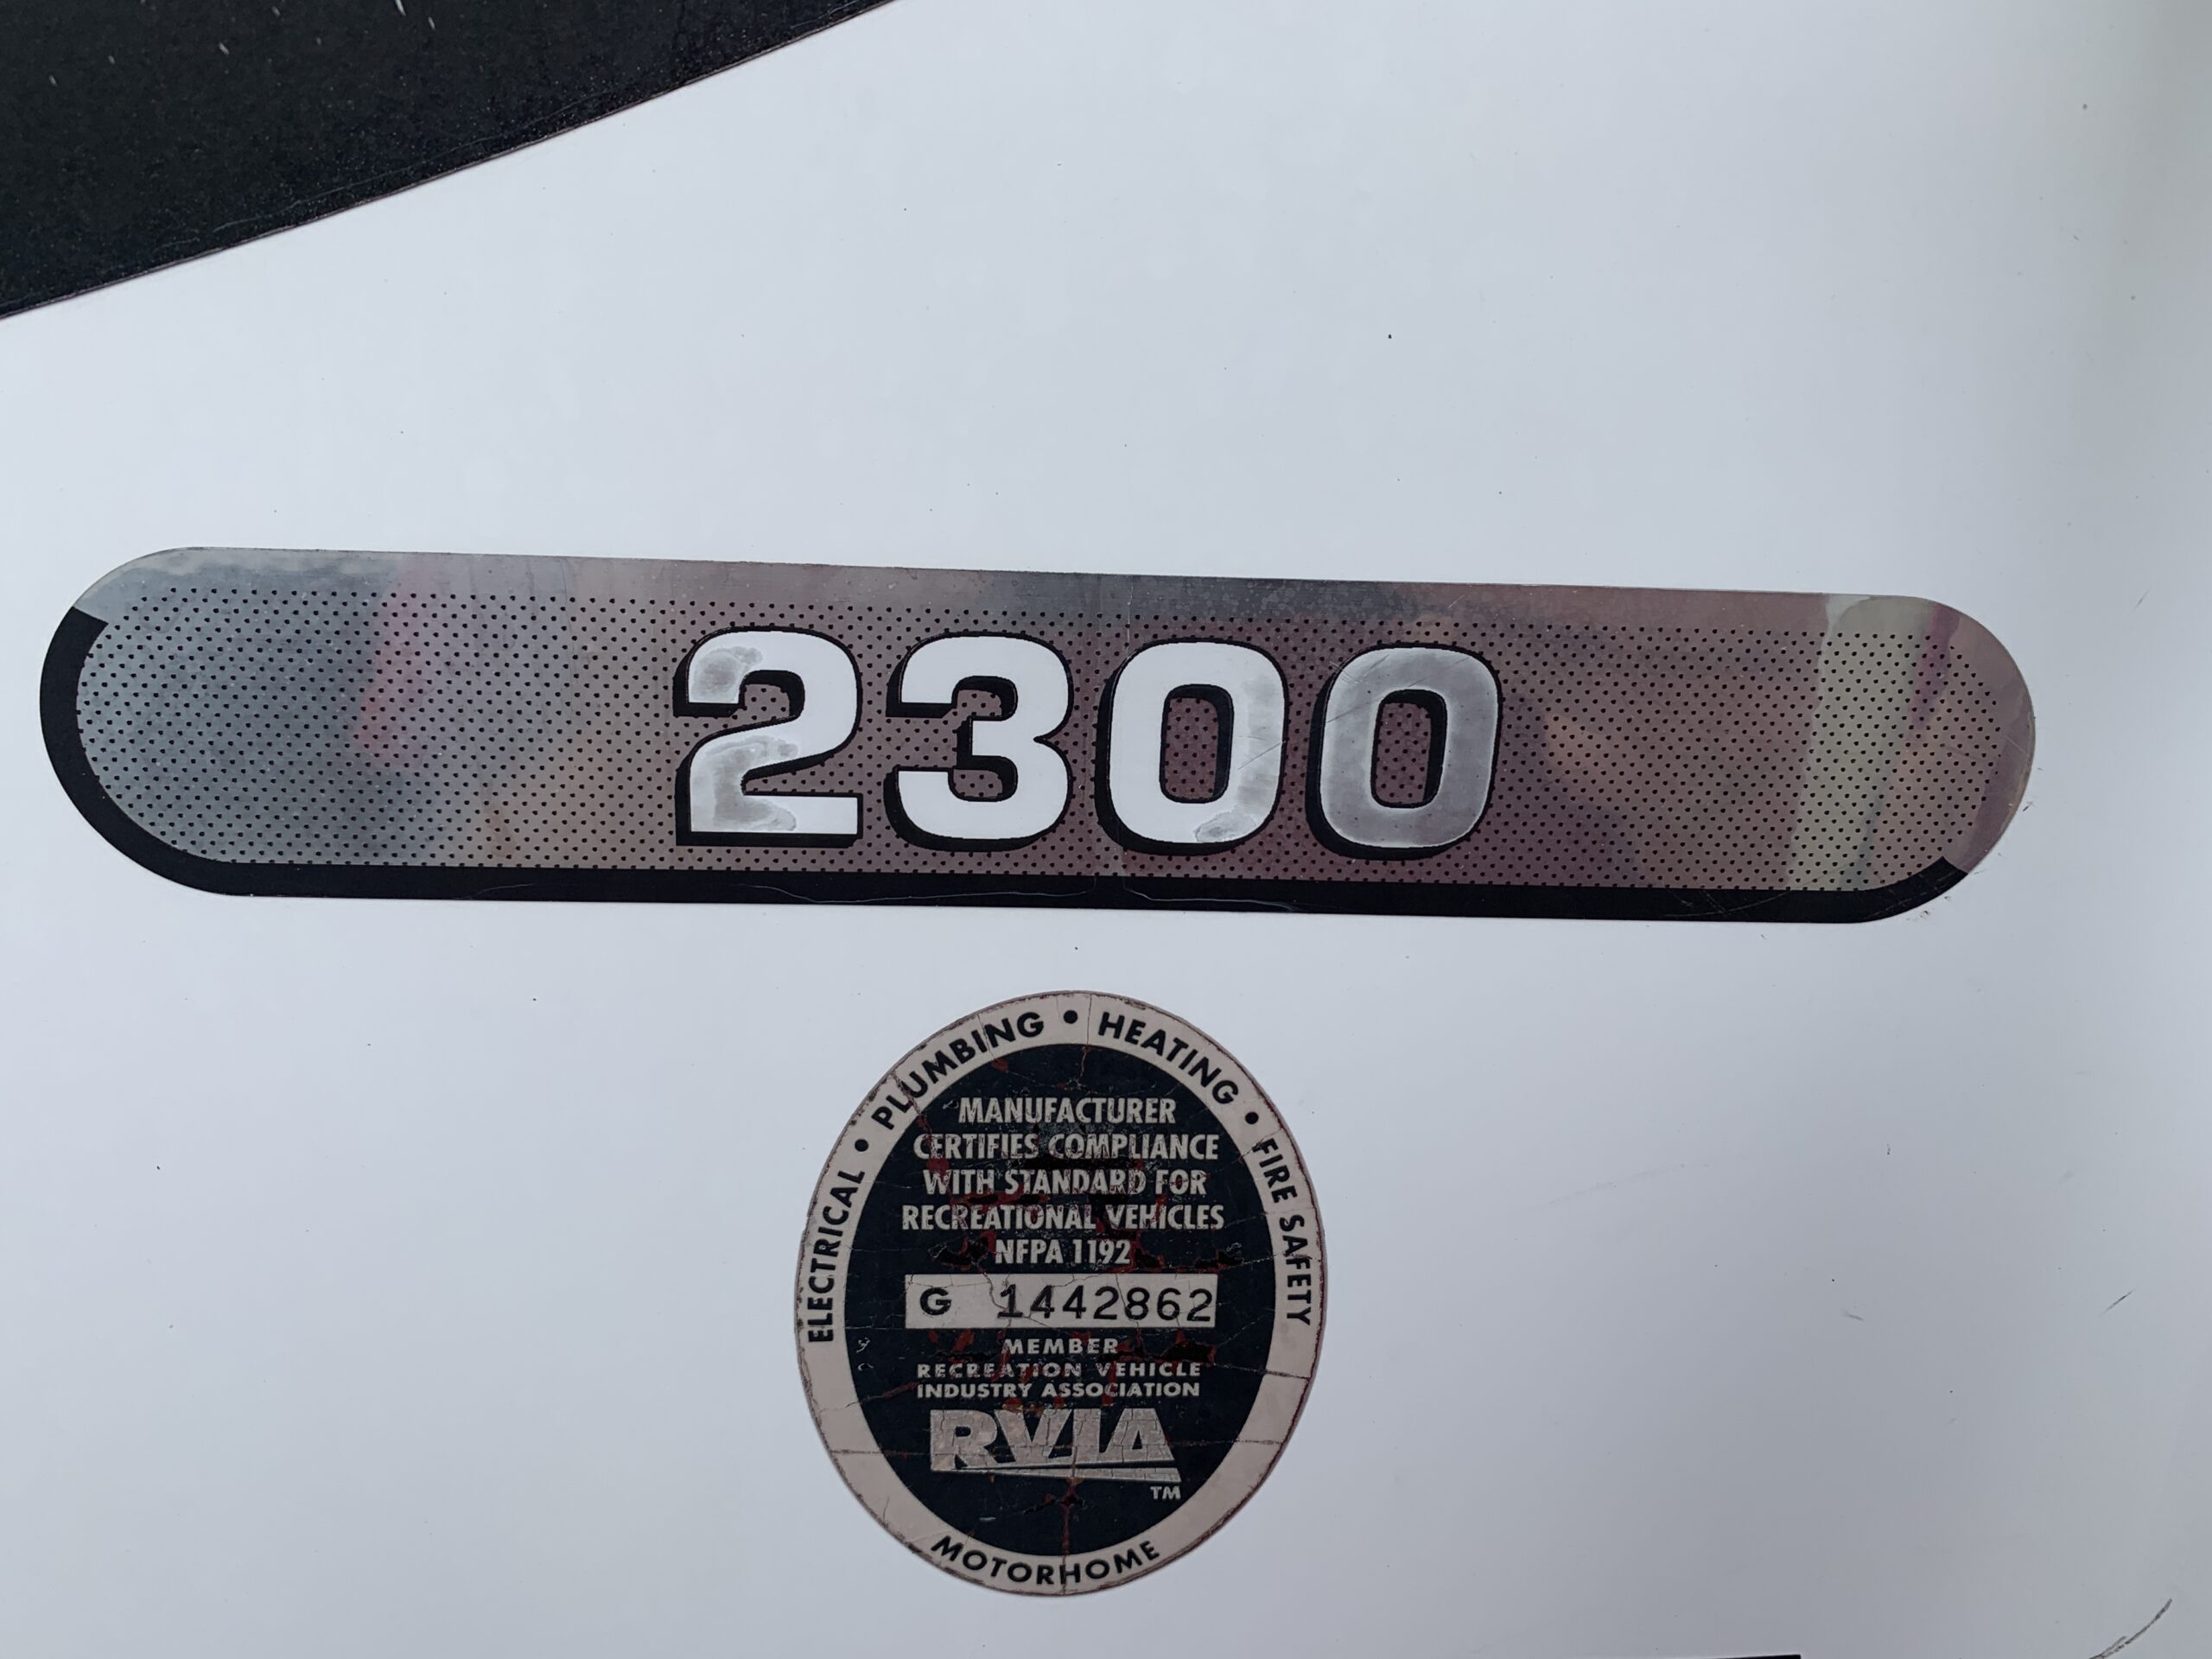 2300
ELECTRICAL • PLUMBING • HEATING • FIRE SAFETY
MANUFACTURER
CERTIFIES COMPLIANCE
WITH STANDARD FOR
RECREATIONAL VEHICLES
NFPA 1192
G 1442862
MEMBER
RECREATION VEHICLE
INDUSTRY ASSOCIATION
RVIA
TM
MOTORHOME